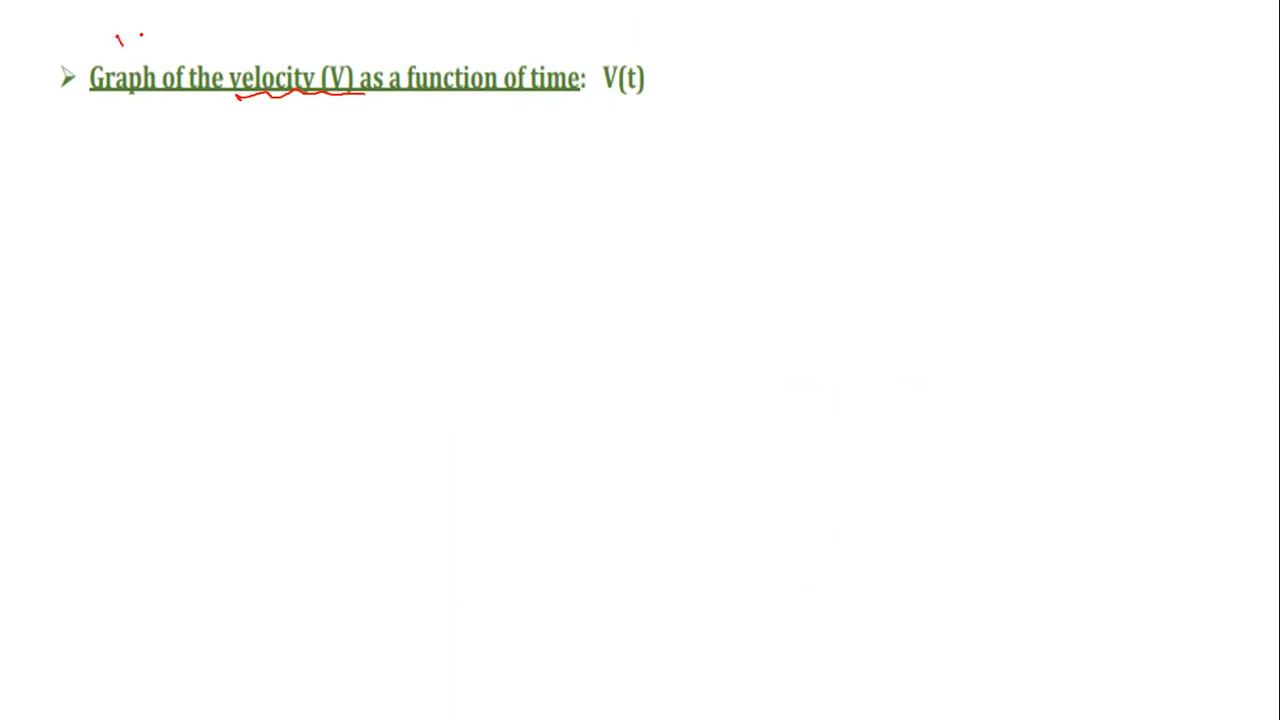 ➢ Graph of the velocity (V) as a function of time: V(t)